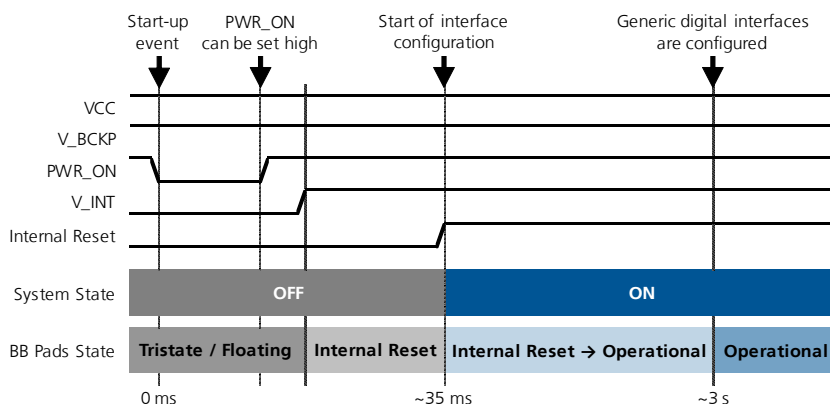 Start-up
event
PWR_ON
can be set high
Start of interface
configuration
Generic digital interfaces
are configured
VCC
V_BCKP
PWR_ON
V_INT
Internal Reset
System State
OFF
ON
BB Pads State
Tristate / Floating
Internal Reset
Internal Reset → Operational
Operational
0 ms
~35 ms
~3 s